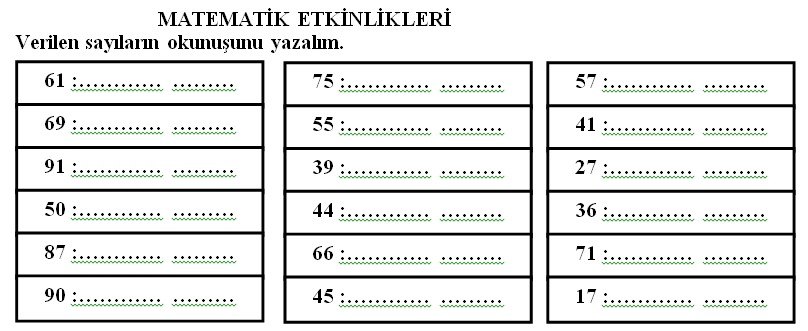 MATEMATİK ETKİNLİKLERİ
Verilen sayıların okunuşunu yazalım.
61 :............ ......... 75 :............ ......... 57 :............ .........
69 :............ ......... 55 :............ ......... 41 :............ .........
91 :............ ......... 39 :............ ......... 27 :............ .........
50 :............ ......... 44 :............ ......... 36 :............ .........
87 :............ ......... 66 :............ ......... 71 :............ .........
90 :............ ......... 45 :............ ......... 17 :............ .........